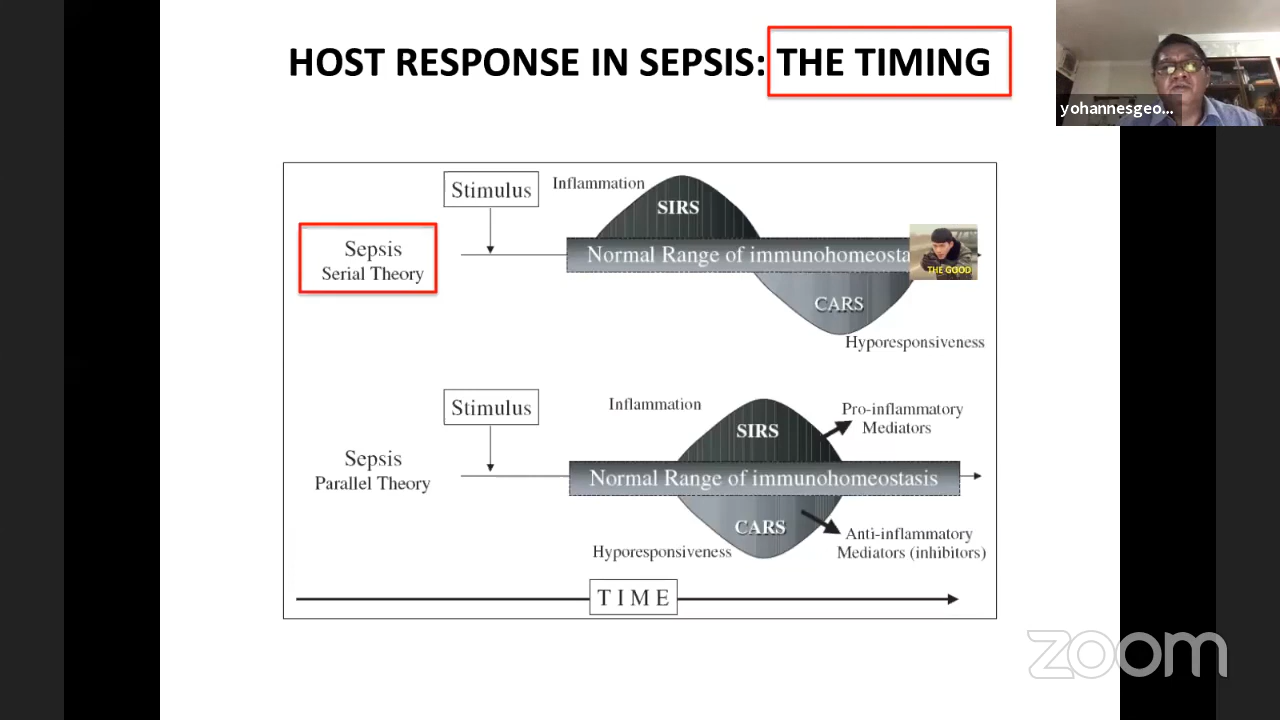 HOST RESPONSE IN SEPSIS: THE TIMING
yohannesgeo...
Stimulus
Inflammation
SIRS
Sepsis
Serial Theory
Normal Range of immunohomeosta
THE GOOD
CARS
Hyporesponsiveness
Stimulus
Inflammation
SIRS
Pro-inflammatory
Mediators
Sepsis
Parallel Theory
Normal Range of immunohomeostasis
CARS
Hyporesponsiveness
Anti-inflammatory
Mediators (inhibitors)
TIME
zoom